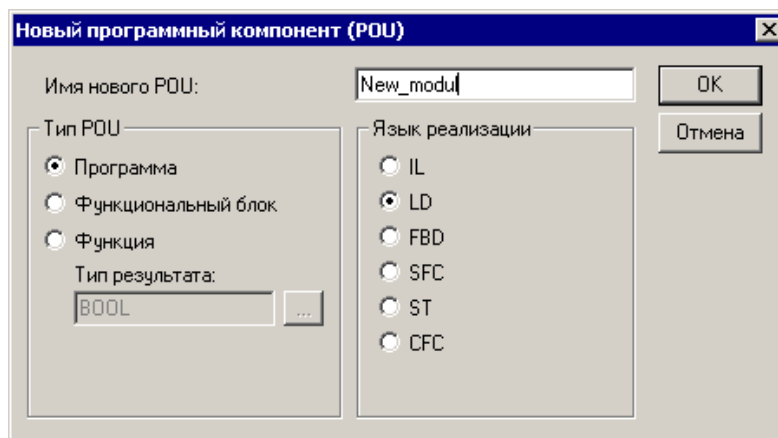 Новый программный компонент (POU)
Имя нового POU:
New_modul
OK
Отмена
Тип POU
Программа
Функциональный блок
Функция
Тип результата:
BOOL
...
Язык реализации
IL
LD
FBD
SFC
ST
CFC